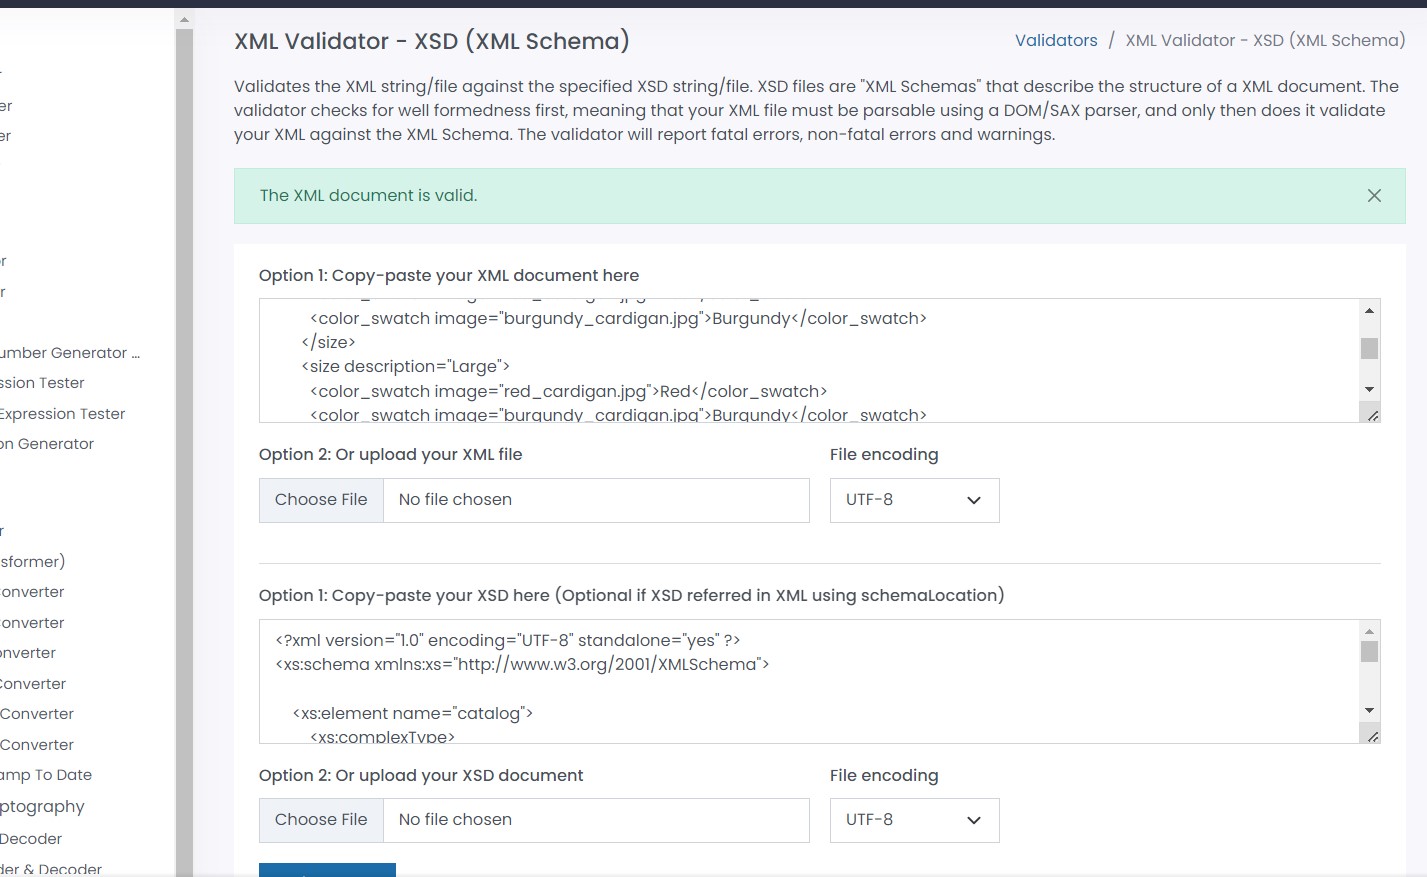 XML Validator - XSD (XML Schema)
Validators / XML Validator - XSD (XML Schema)
Validates the XML string/file against the specified XSD string/file. XSD files are "XML Schemas" that describe the structure of a XML document. The
validator checks for well formedness first, meaning that your XML file must be parsable using a DOM/SAX parser, and only then does it validate
your XML against the XML Schema. The validator will report fatal errors, non-fatal errors and warnings.
The XML document is valid.
Option 1: Copy-paste your XML document here
<color_swatch image="burgundy_cardigan.jpg">Burgundy</color_swatch>
</size>
<size description="Large">
<color_swatch image="red_cardigan.jpg">Red</color_swatch>
<color_swatch image="burgundy_cardigan.jpg">Burgundy</color_swatch>
Option 2: Or upload your XML file
File encoding
Choose File No file chosen
UTF-8
Option 1: Copy-paste your XSD here (Optional if XSD referred in XML using schemaLocation)
<?xml version="1.0" encoding="UTF-8" standalone="yes" ?>
<xs:schema xmlns:xs="http://www.w3.org/2001/XMLSchema">
<xs:element name="catalog">
<xs:complexType>
Option 2: Or upload your XSD document
File encoding
Choose File No file chosen
UTF-8
er
er
r
r
umber Generator ...
ssion Tester
Expression Tester
on Generator
r
sformer)
onverter
onverter
nverter
Converter
Converter
Converter
amp To Date
ptography
Decoder
der & Decoder